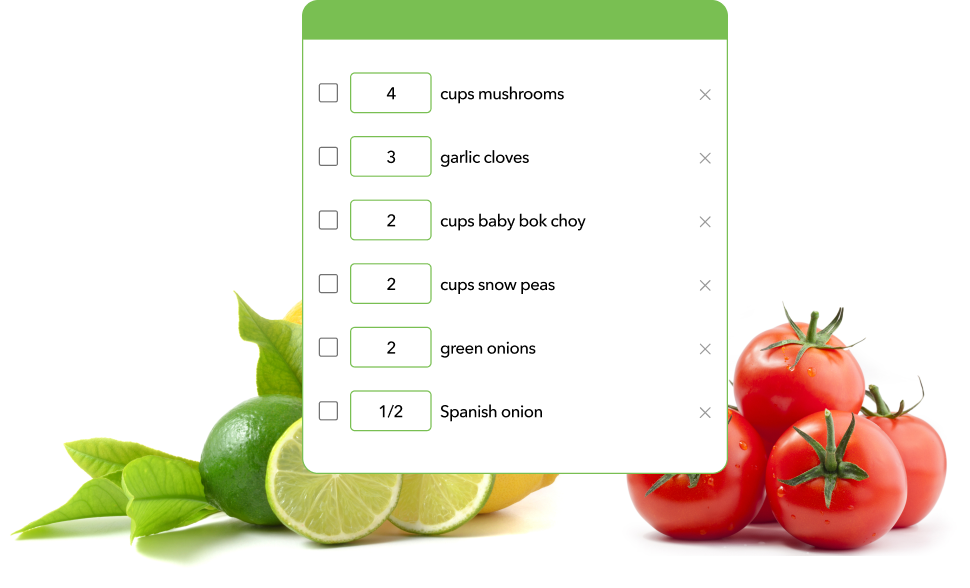 4 cups mushrooms
3 garlic cloves
2 cups baby bok choy
2 cups snow peas
2 green onions
1/2 Spanish onion